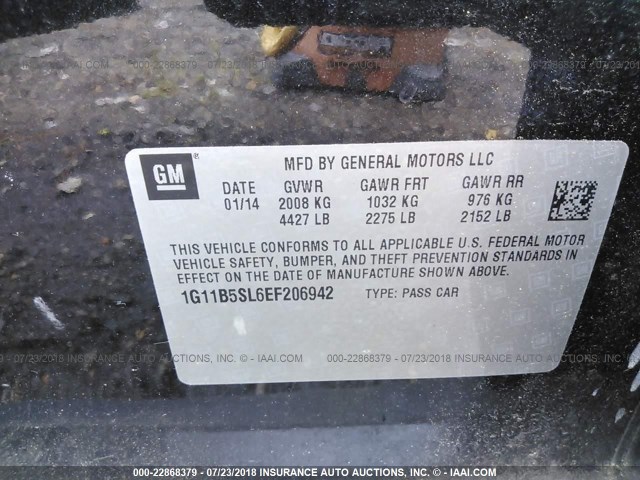 000-22868379 / 07/23/2018 INSURANCE AUTO AUCTIONS, INC. - © - IAAI.COM
GM®
MFD BY GENERAL MOTORS LLC
DATE GVWR GAWR FRT GAWR RR
01/14 2008 KG 1032 KG 976 KG
4427 LB 2275 LB 2152 LB
THIS VEHICLE CONFORMS TO ALL APPLICABLE U.S. FEDERAL MOTOR
VEHICLE SAFETY, BUMPER, AND THEFT PREVENTION STANDARDS IN
EFFECT ON THE DATE OF MANUFACTURE SHOWN ABOVE.
1G11B5SL6EF206942 TYPE: PASS CAR
AUCTIONS, INC. - © - IAAI.COM
000-22868379 / 07/23/2018 INSURANCE AUTO AUCTIONS, INC. - © -
000-22868379 / 07/23/2018 INSURANCE AUTO AUCTIONS, INC. - © - IAAI.COM